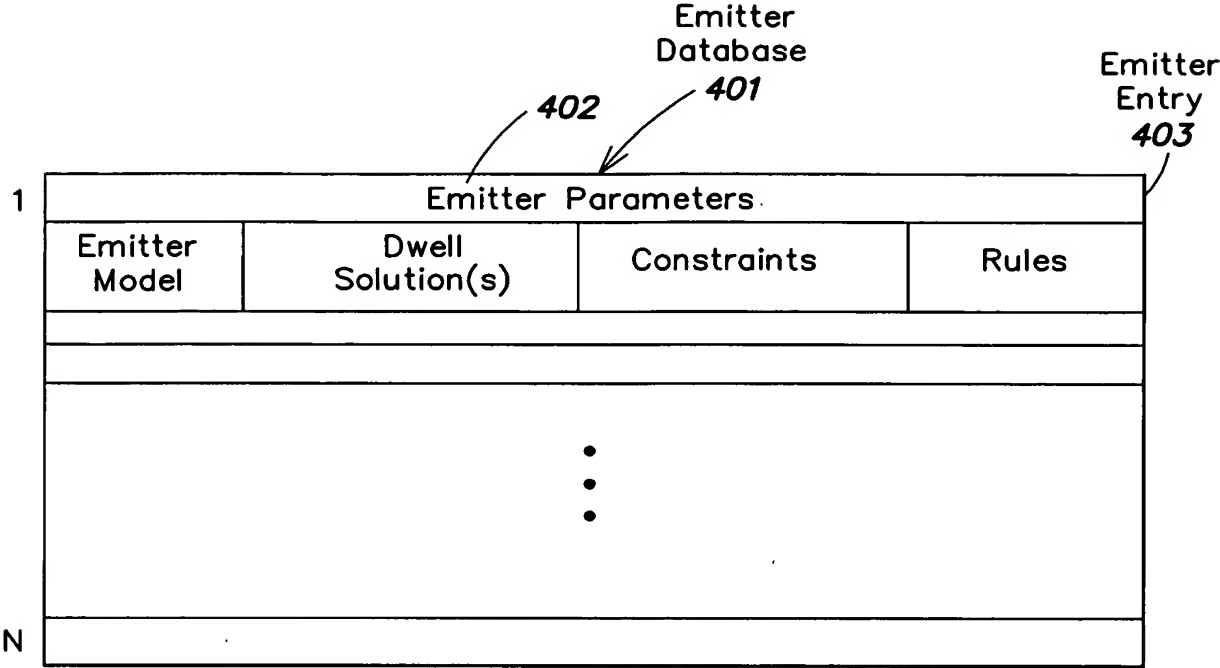 Emitter
Database
401
Emitter
Entry
403
402
1
Emitter Parameters
Emitter
Model
Dwell
Solution(s)
Constraints
Rules
N